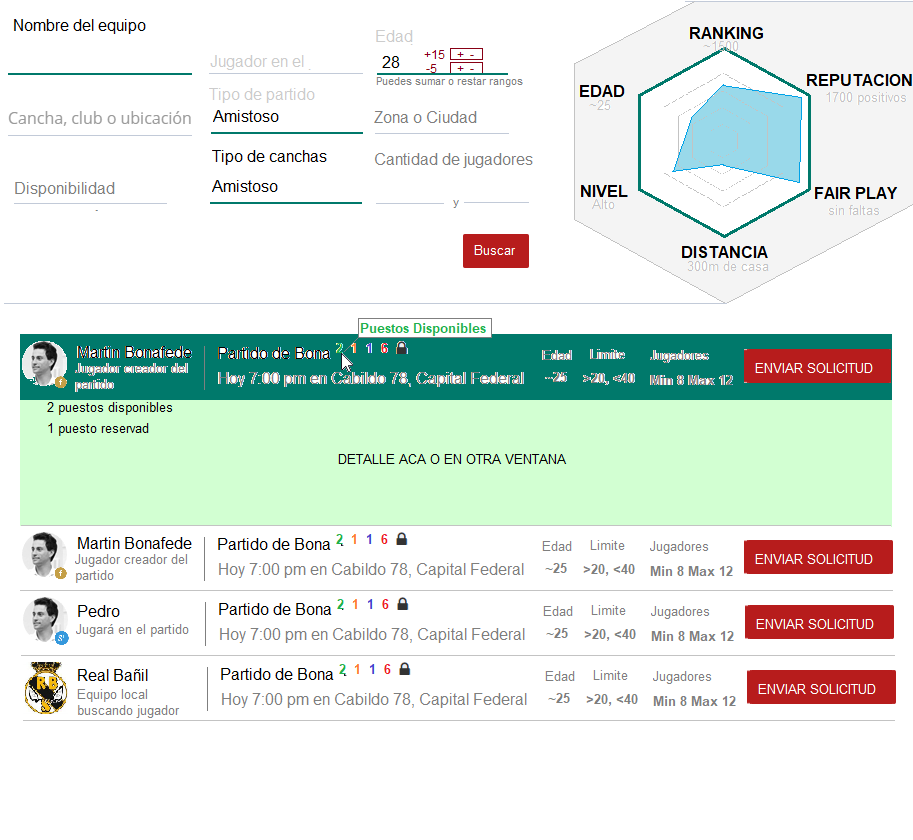 Nombre del equipo
Jugador en el
Edad
28
+15 + -
-5 + -
Puedes sumar o restar rangos
Cancha, club o ubicación
Tipo de partido
Amistoso
Zona o Ciudad
Disponibilidad
Tipo de canchas
Amistoso
Cantidad de jugadores
y
Buscar
RANKING
~1500
REPUTACION
1700 positivos
EDAD
~25
NIVEL
Alto
FAIR PLAY
sin faltas
DISTANCIA
300m de casa
Puestos Disponibles
Martin Bonafede
Jugador creador del
partido
Partido de Bona 2 1 1 6
Hoy 7:00 pm en Cabildo 78, Capital Federal
Edad
~25
Limite
>20, <40
Jugadores
Min 8 Max 12
ENVIAR SOLICITUD
2 puestos disponibles
1 puesto reservad
DETALLE ACA O EN OTRA VENTANA
Martin Bonafede
Jugador creador del
partido
Partido de Bona 2 1 1 6
Hoy 7:00 pm en Cabildo 78, Capital Federal
Edad
~25
Limite
>20, <40
Jugadores
Min 8 Max 12
ENVIAR SOLICITUD
Pedro
Jugará en el partido
Partido de Bona 2 1 1 6
Hoy 7:00 pm en Cabildo 78, Capital Federal
Edad
~25
Limite
>20, <40
Jugadores
Min 8 Max 12
ENVIAR SOLICITUD
Real Bañil
Equipo local
buscando jugador
Partido de Bona 2 1 1 6
Hoy 7:00 pm en Cabildo 78, Capital Federal
Edad
~25
Limite
>20, <40
Jugadores
Min 8 Max 12
ENVIAR SOLICITUD